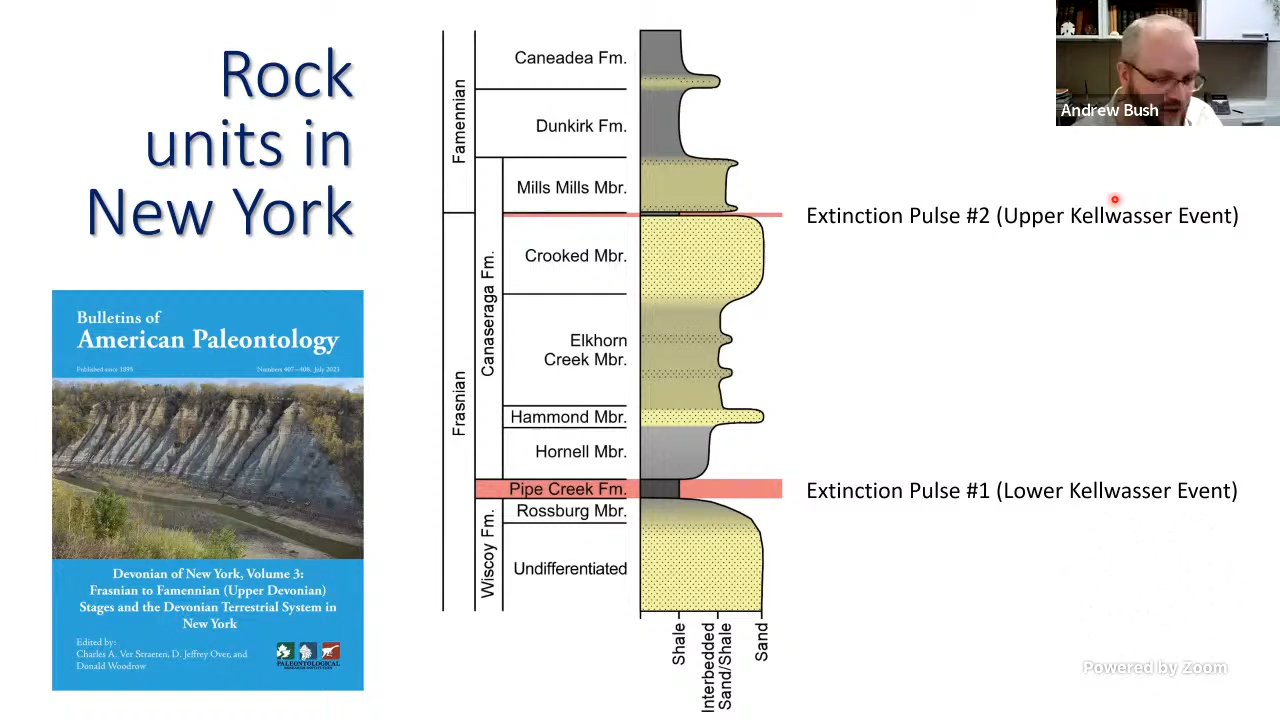 Rock
units in
New York
Bulletins of
American Paleontology
Published since 1895
Numbers 407–408, July 2023
Devonian of New York, Volume 3:
Frasnian to Famennian (Upper Devonian)
Stages and the Devonian Terrestrial System in
New York
Edited by:
Charles A. Ver Straeten, D. Jeffrey Over, and
Donald Woodrow
PALEONTOLOGICAL
RESEARCH INSTITUTION
Famennian
Frasnian
Canaseraga Fm.
Wiscoy Fm.
Caneadea Fm.
Dunkirk Fm.
Mills Mills Mbr.
Crooked Mbr.
Elkhorn
Creek Mbr.
Hammond Mbr.
Hornell Mbr.
Pipe Creek Fm.
Rossburg Mbr.
Undifferentiated
Shale
Interbedded
Sand/Shale
Sand
Extinction Pulse #2 (Upper Kellwasser Event)
Extinction Pulse #1 (Lower Kellwasser Event)
Andrew Bush
Powered by Zoom